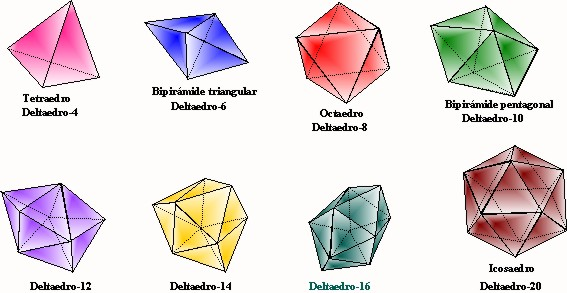 Tetraedro
Deltaedro-4
Bipirámide triangular
Deltaedro-6
Octaedro
Deltaedro-8
Bipirámide pentagonal
Deltaedro-10
Deltaedro-12
Deltaedro-14
Deltaedro-16
Icosaedro
Deltaedro-20